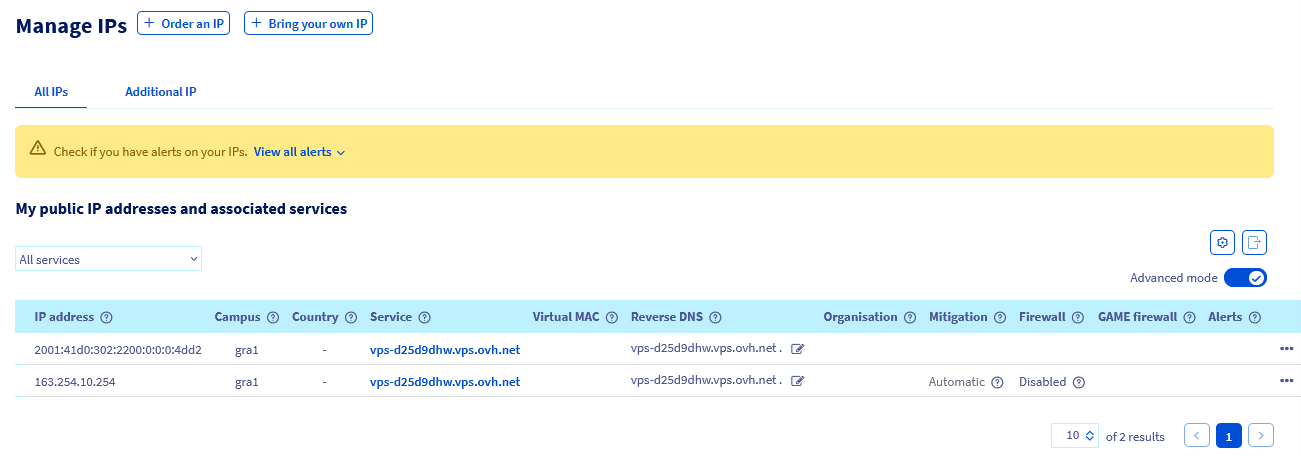 Manage IPs + Order an IP + Bring your own IP
All IPs Additional IP
Check if you have alerts on your IPs. View all alerts
My public IP addresses and associated services
All services
Advanced mode
IP address Campus Country Service Virtual MAC Reverse DNS Organisation Mitigation Firewall GAME firewall Alerts
2001:41d0:302:2200:0:0:0:4dd2 gra1 - vps-d25d9dhw.vps.ovh.net vps-d25d9dhw.vps.ovh.net . ...
163.254.10.254 gra1 - vps-d25d9dhw.vps.ovh.net vps-d25d9dhw.vps.ovh.net . Automatic Disabled ...
10 of 2 results < 1 >